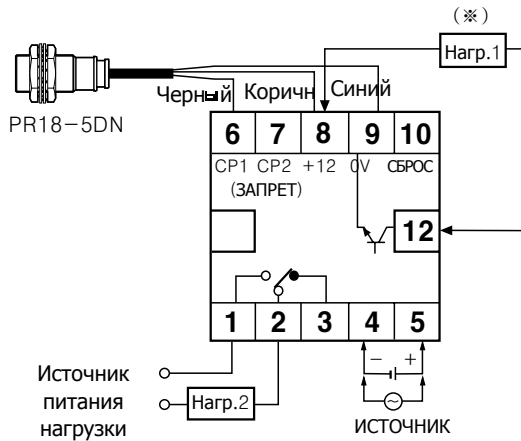 (※)
Нагр.1
PR18-5DN
Черный Коричн Синий
6 7 8 9 10
CP1 CP2 +12 0V СБРОС
(ЗАПРЕТ)
12
1 2 3 4 5
Источник
питания
нагрузки
Нагр.2
− +
источник